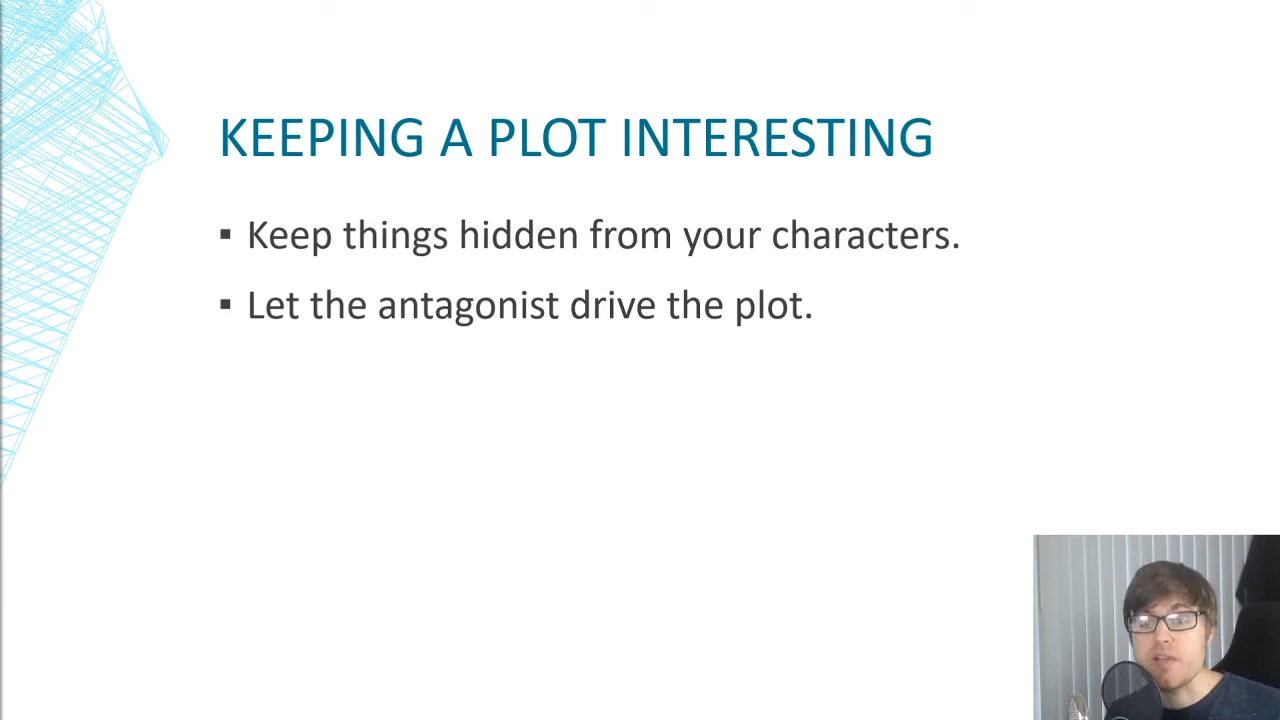 KEEPING A PLOT INTERESTING
▪ Keep things hidden from your characters.
▪ Let the antagonist drive the plot.